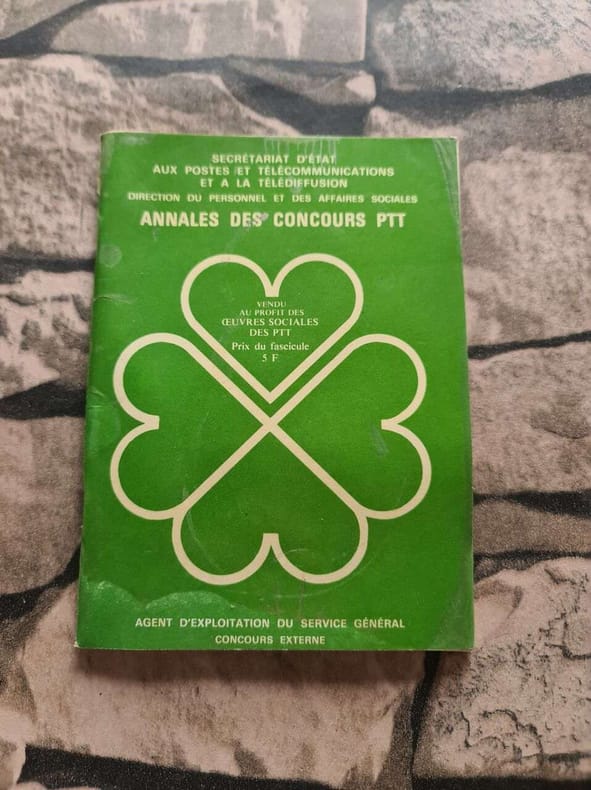 SECRÉTARIAT D'ÉTAT
AUX POSTES ET TÉLÉCOMMUNICATIONS
ET A LA TÉLÉDIFFUSION
DIRECTION DU PERSONNEL ET DES AFFAIRES SOCIALES
ANNALES DES CONCOURS PTT
VENDU
AU PROFIT DES
ŒUVRES SOCIALES
DES PTT
Prix du fascicule
5 F
AGENT D'EXPLOITATION DU SERVICE GÉNÉRAL
CONCOURS EXTERNE